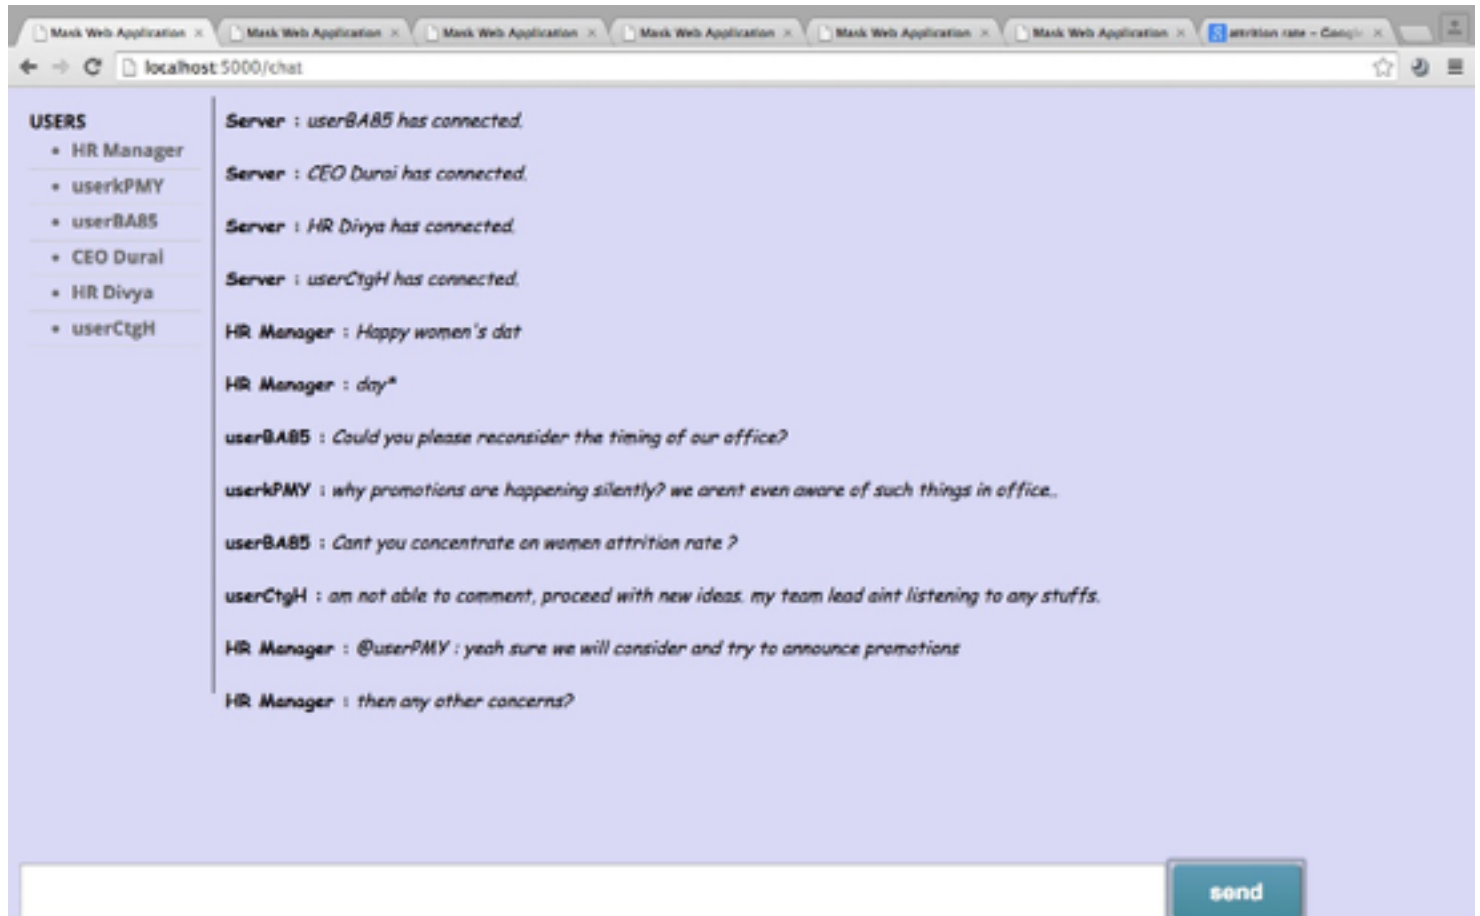 Mask Web Application
Mask Web Application
Mask Web Application
Mask Web Application
Mask Web Application
Mask Web Application
attrition rate - Google
localhost:5000/chat
USERS
HR Manager
userkPMY
userBA85
CEO Durai
HR Divya
userCtgH
Server : userBA85 has connected.
Server : CEO Durai has connected.
Server : HR Divya has connected.
Server : userCtgH has connected.
HR Manager : Happy women's dat
HR Manager : day*
userBA85 : Could you please reconsider the timing of our office?
userkPMY : why promotions are happening silently? we arent even aware of such things in office..
userBA85 : Cant you concentrate on women attrition rate ?
userCtgH : am not able to comment, proceed with new ideas. my team lead aint listening to any stuffs.
HR Manager : @userPMY : yeah sure we will consider and try to announce promotions
HR Manager : then any other concerns?
send